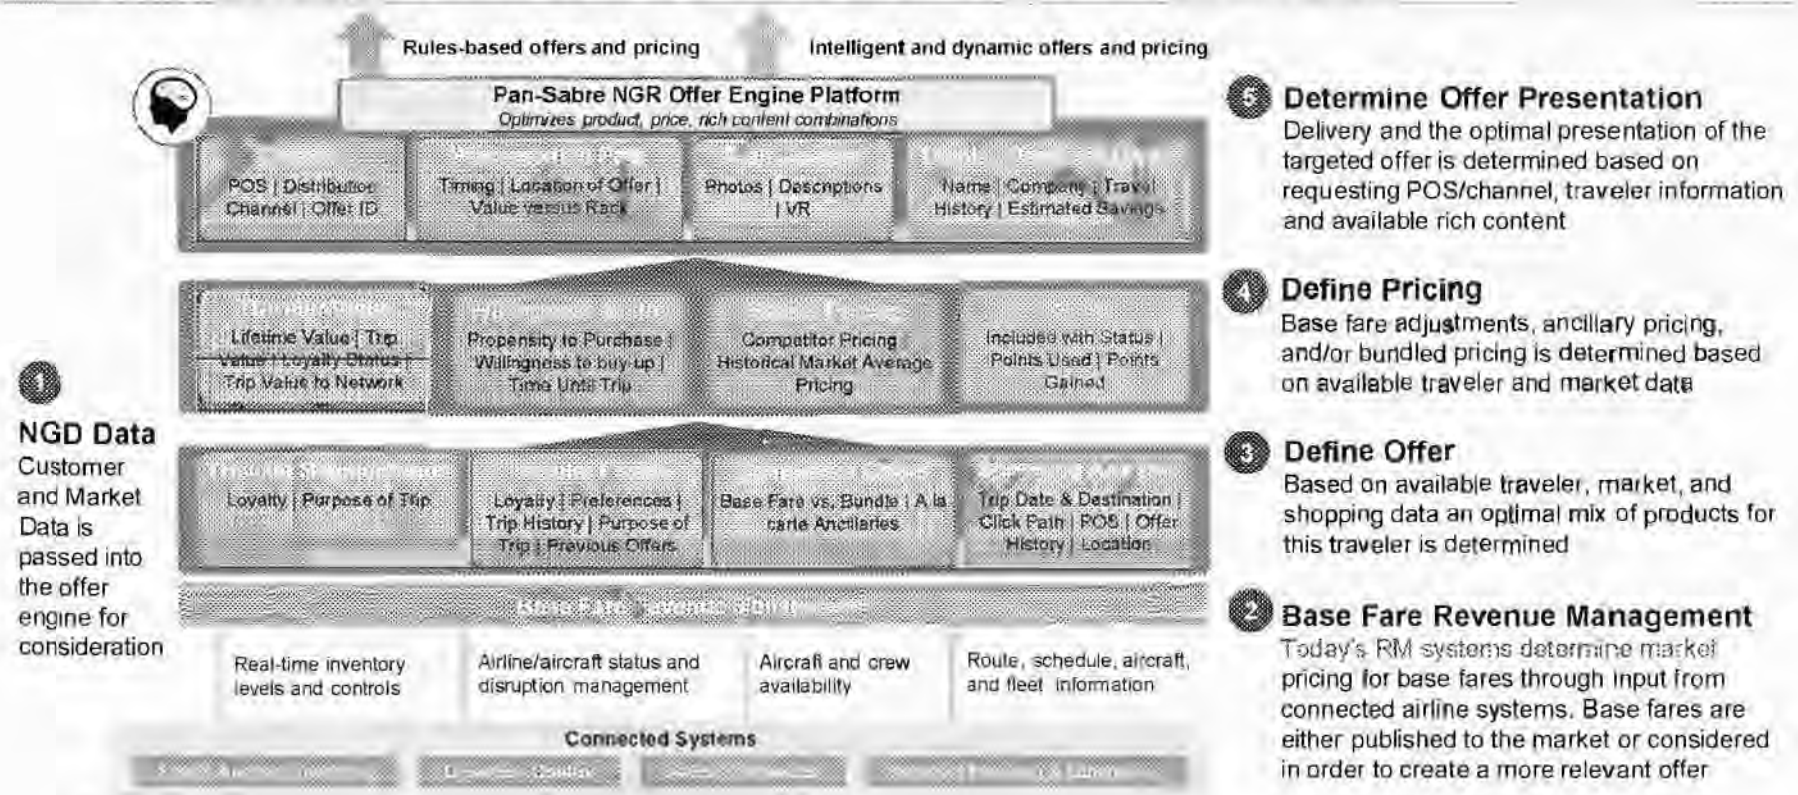 Rules-based offers and pricing
Intelligent and dynamic offers and pricing
Pan-Sabre NGR Offer Engine Platform
Optimizes product, price, rich content combinations
POS | Distribution
Channel | Offer ID
Timing | Location of Offer |
Value versus Rack
Photos | Descriptions
| VR
Name | Company | Travel
History | Estimated Savings
Lifetime Value | Trip
Value | Loyalty Status |
Trip Value to Network
Propensity to Purchase |
Willingness to buy-up |
Time Until Trip
Competitor Pricing |
Historical Market Average
Pricing
Included with Status |
Points Used | Points
Gained
Loyalty | Purpose of Trip
Loyalty | Preferences |
Trip History | Purpose of
Trip | Previous Offers
Base Fare vs. Bundle | A la
carte Ancillaries
Trip Date & Destination |
Click Path | POS | Offer
History | Location
Base Fare Revenue
Real-time inventory
levels and controls
Airline/aircraft status and
disruption management
Aircraft and crew
availability
Route, schedule, aircraft,
and fleet information
Connected Systems
1
NGD Data
Customer
and Market
Data is
passed into
the offer
engine for
consideration
5 Determine Offer Presentation
Delivery and the optimal presentation of the
targeted offer is determined based on
requesting POS/channel, traveler information
and available rich content
4 Define Pricing
Base fare adjustments, ancillary pricing,
and/or bundled pricing is determined based
on available traveler and market data
3 Define Offer
Based on available traveler, market, and
shopping data an optimal mix of products for
this traveler is determined
2 Base Fare Revenue Management
Today's RM systems determine market
pricing for base fares through input from
connected airline systems. Base fares are
either published to the market or considered
in order to create a more relevant offer